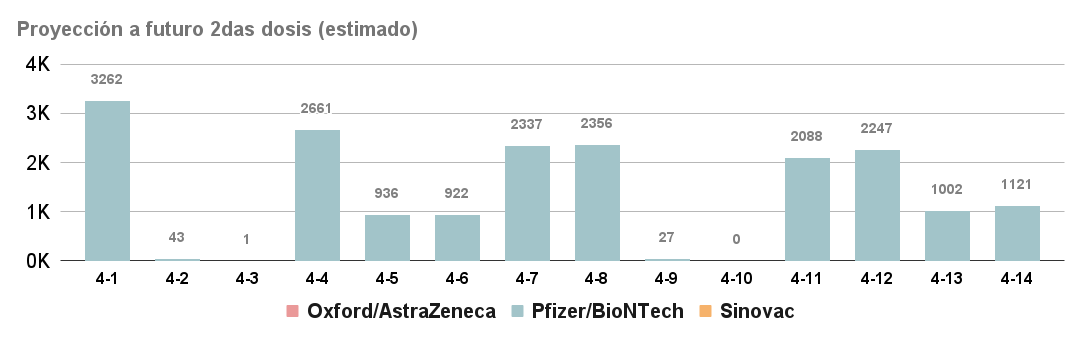 Proyección a futuro 2das dosis (estimado)
4K
3K
2K
1K
0K
3262
43
1
2661
936
922
2337
2356
27
0
2088
2247
1002
1121
4-1 4-2 4-3 4-4 4-5 4-6 4-7 4-8 4-9 4-10 4-11 4-12 4-13 4-14
Oxford/AstraZeneca Pfizer/BioNTech Sinovac